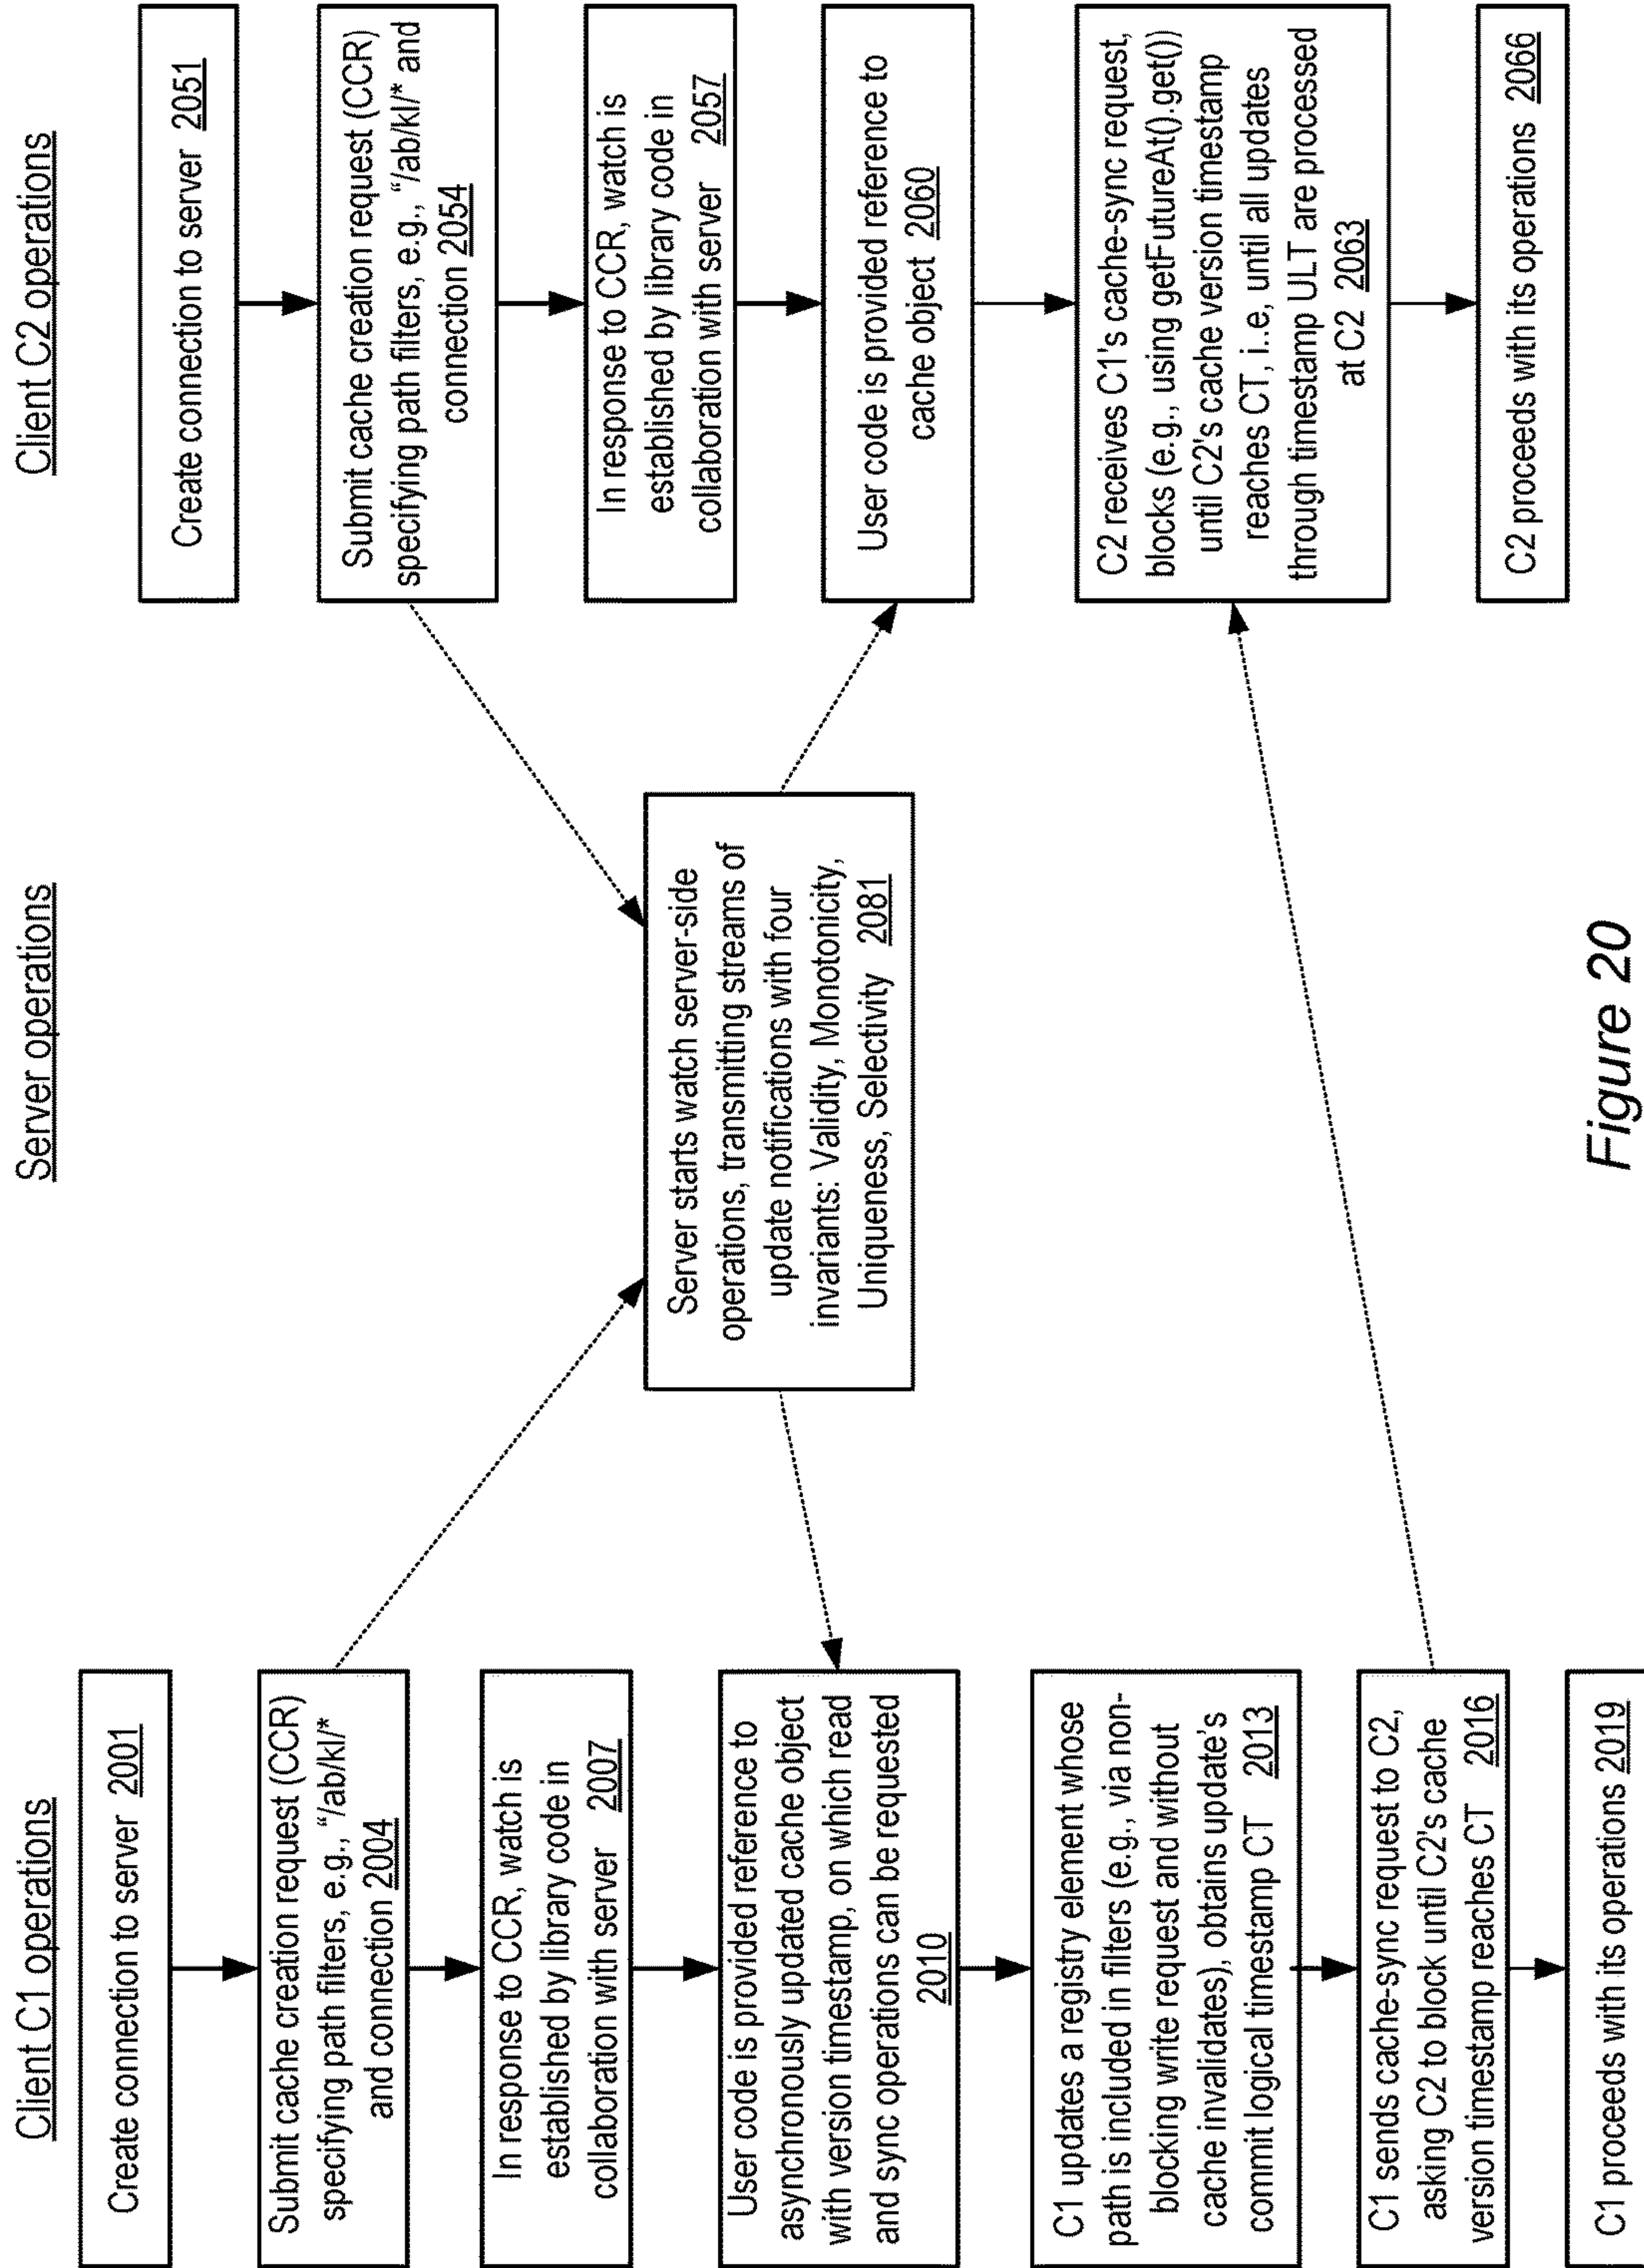 Client C1 operations
Create connection to server 2001
Submit cache creation request (CCR)
specifying path filters, e.g., “/ab/kl/*
and connection 2004
In response to CCR, watch is
established by library code in
collaboration with server 2007
User code is provided reference to
asynchronously updated cache object
with version timestamp, on which read
and sync operations can be requested
2010
C1 updates a registry element whose
path is included in filters (e.g., via non-
blocking write request and without
cache invalidates), obtains update's
commit logical timestamp CT 2013
C1 sends cache-sync request to C2,
asking C2 to block until C2's cache
version timestamp reaches CT 2016
C1 proceeds with its operations 2019
Server operations
Server starts watch server-side
operations, transmitting streams of
update notifications with four
invariants: Validity, Monotonicity,
Uniqueness, Selectivity 2081
Client C2 operations
Create connection to server 2051
Submit cache creation request (CCR)
specifying path filters, e.g., “/ab/kl/* and
connection 2054
In response to CCR, watch is
established by library code in
collaboration with server 2057
User code is provided reference to
cache object 2060
C2 receives C1's cache-sync request,
blocks (e.g., using getFutureAt().get())
until C2's cache version timestamp
reaches CT, i.e, until all updates
through timestamp ULT are processed
at C2 2063
C2 proceeds with its operations 2066
Figure 20